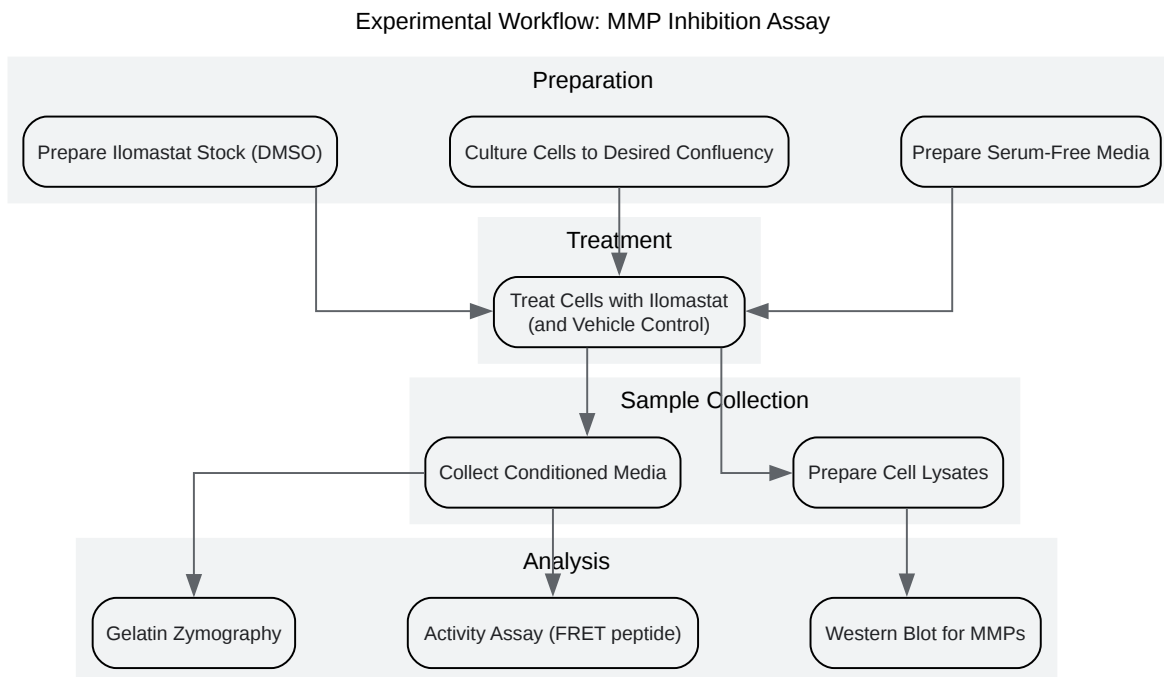 Experimental Workflow: MMP Inhibition Assay
Preparation
Prepare Ilomastat Stock (DMSO)
Culture Cells to Desired Confluency
Prepare Serum-Free Media
Treatment
Treat Cells with Ilomastat
(and Vehicle Control)
Sample Collection
Collect Conditioned Media
Prepare Cell Lysates
Analysis
Gelatin Zymography
Activity Assay (FRET peptide)
Western Blot for MMPs